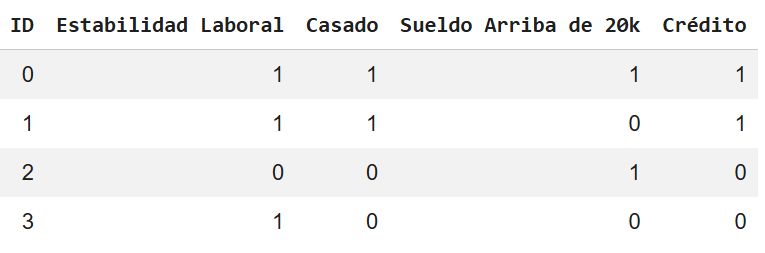 ID Estabilidad Laboral Casado Sueldo Arriba de 20k Crédito
0 1 1 1 1
1 1 1 0 1
2 0 0 1 0
3 1 0 0 0